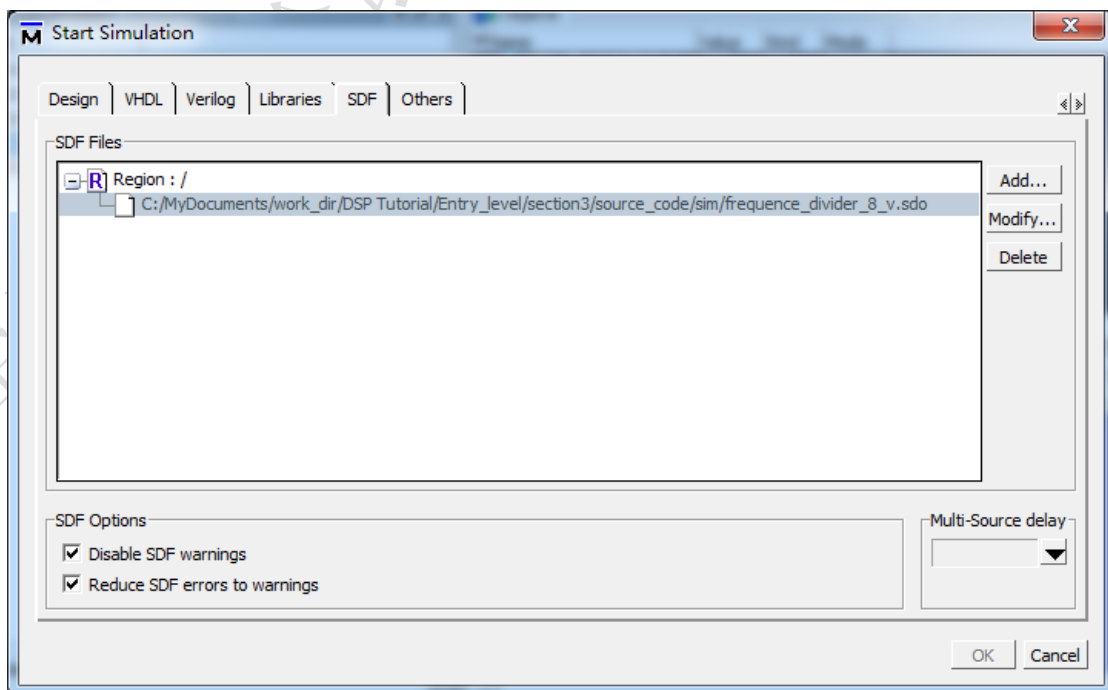 Start Simulation
Design VHDL Verilog Libraries SDF Others
SDF Files
Region : /
Add...
C:/MyDocuments/work_dir/DSP Tutorial/Entry_level/section3/source_code/sim/frequence_divider_8_v.sdo
Modify...
Delete
SDF Options
Multi-Source delay
Disable SDF warnings
Reduce SDF errors to warnings
OK Cancel